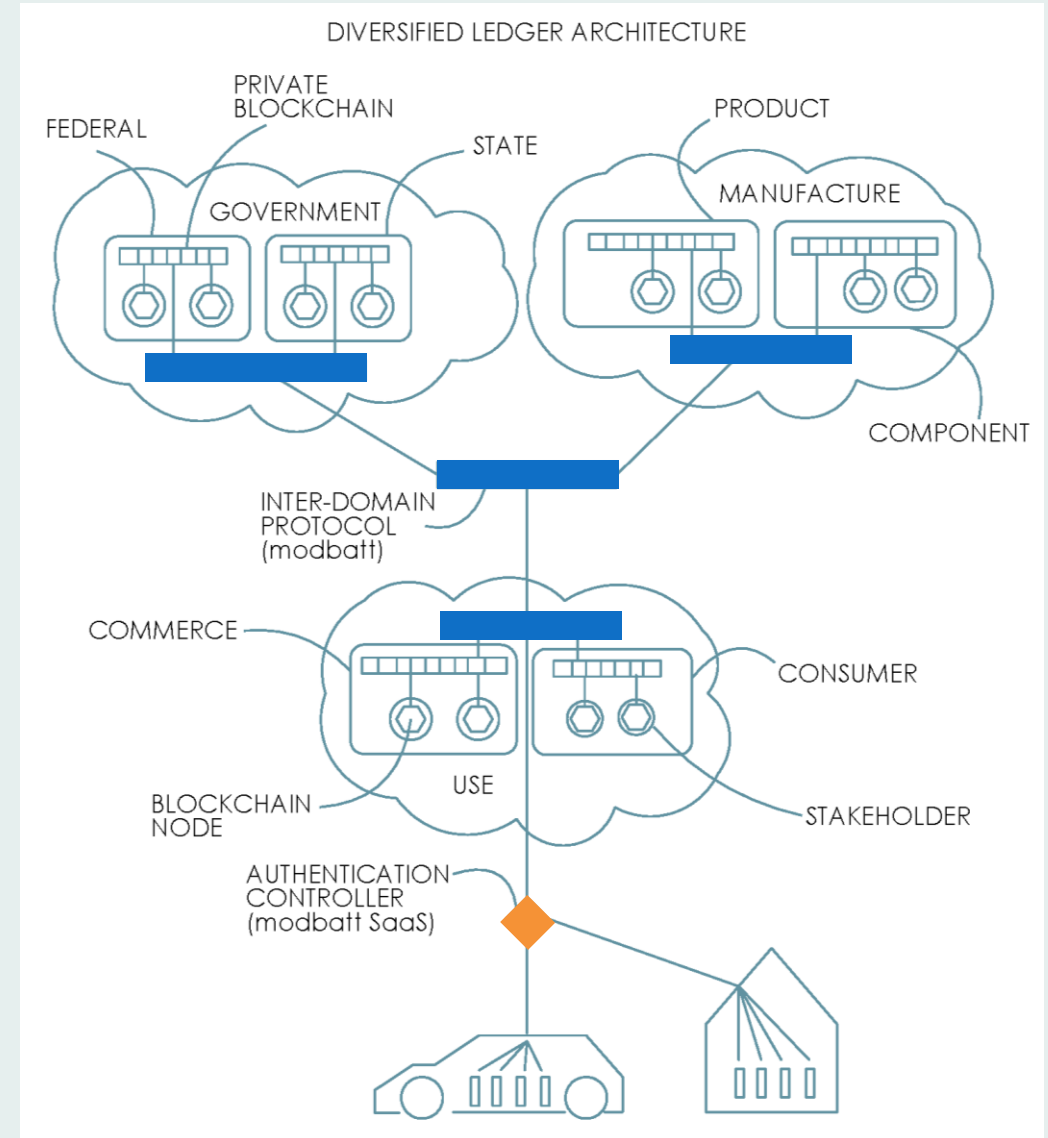 DIVERSIFIED LEDGER ARCHITECTURE
PRIVATE
BLOCKCHAIN
FEDERAL
STATE
PRODUCT
GOVERNMENT
MANUFACTURE
COMPONENT
INTER-DOMAIN
PROTOCOL
(modbatt)
COMMERCE
CONSUMER
USE
BLOCKCHAIN
NODE
STAKEHOLDER
AUTHENTICATION
CONTROLLER
(modbatt SaaS)